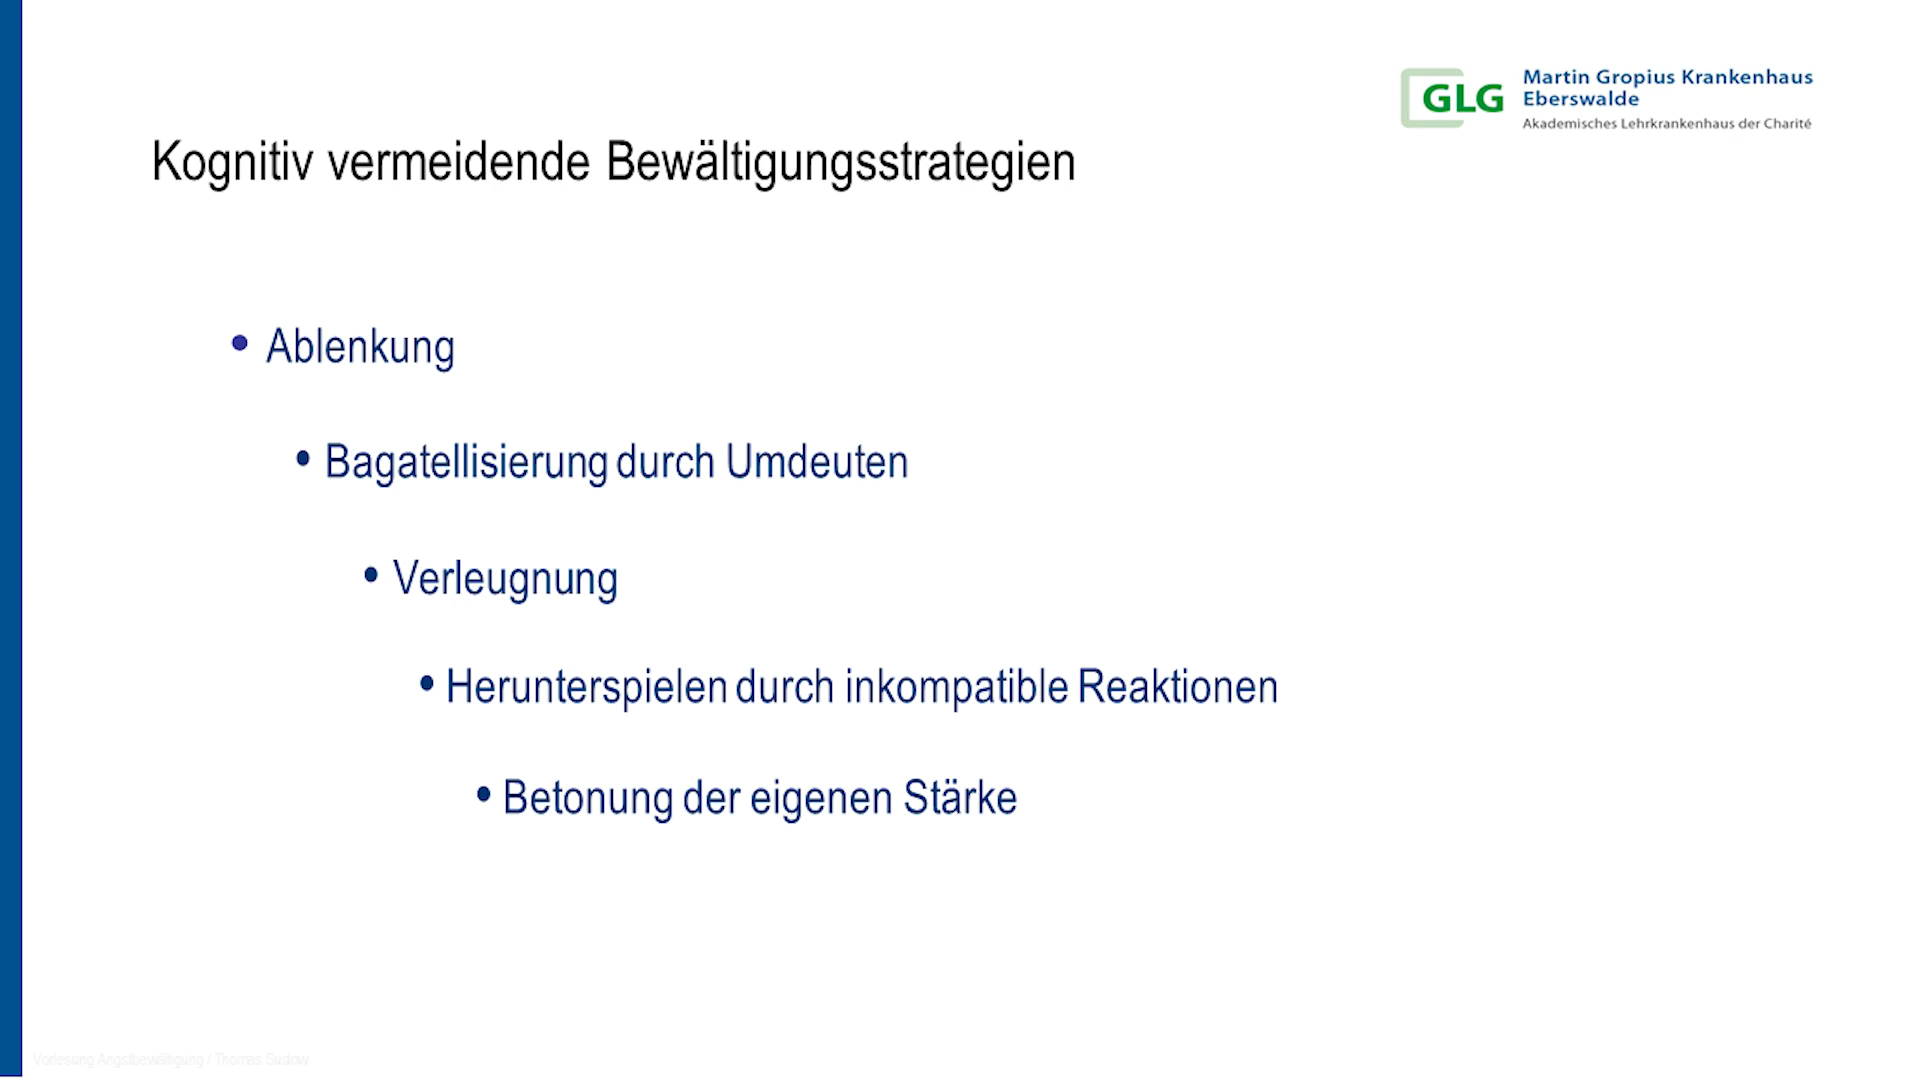 GLG
Martin Gropius Krankenhaus
Eberswalde
Akademisches Lehrkrankenhaus der Charité
Kognitiv vermeidende Bewältigungsstrategien
• Ablenkung
• Bagatellisierung durch Umdeuten
• Verleugnung
• Herunterspielen durch inkompatible Reaktionen
• Betonung der eigenen Stärke
Vorlesung Angstbewältigung / Thomas Suslow